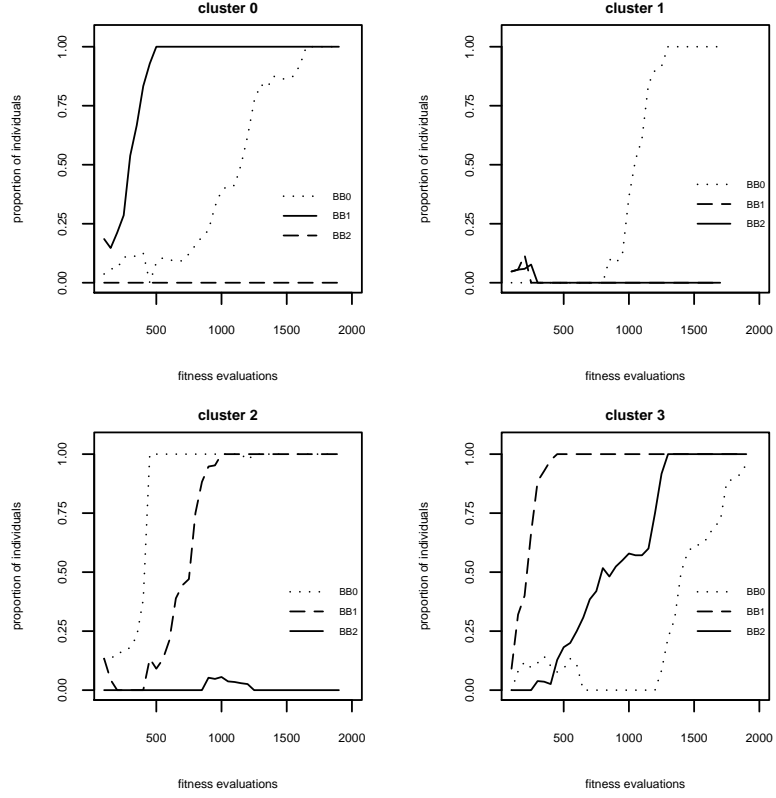 cluster 0
proportion of individuals
1.00
0.75
0.50
0.25
0.00
BB0
BB1
BB2
500 1000 1500 2000
fitness evaluations
cluster 1
proportion of individuals
1.00
0.75
0.50
0.25
0.00
BB0
BB1
BB2
500 1000 1500 2000
fitness evaluations
cluster 2
proportion of individuals
1.00
0.75
0.50
0.25
0.00
BB0
BB1
BB2
500 1000 1500 2000
fitness evaluations
cluster 3
proportion of individuals
1.00
0.75
0.50
0.25
0.00
BB0
BB1
BB2
500 1000 1500 2000
fitness evaluations